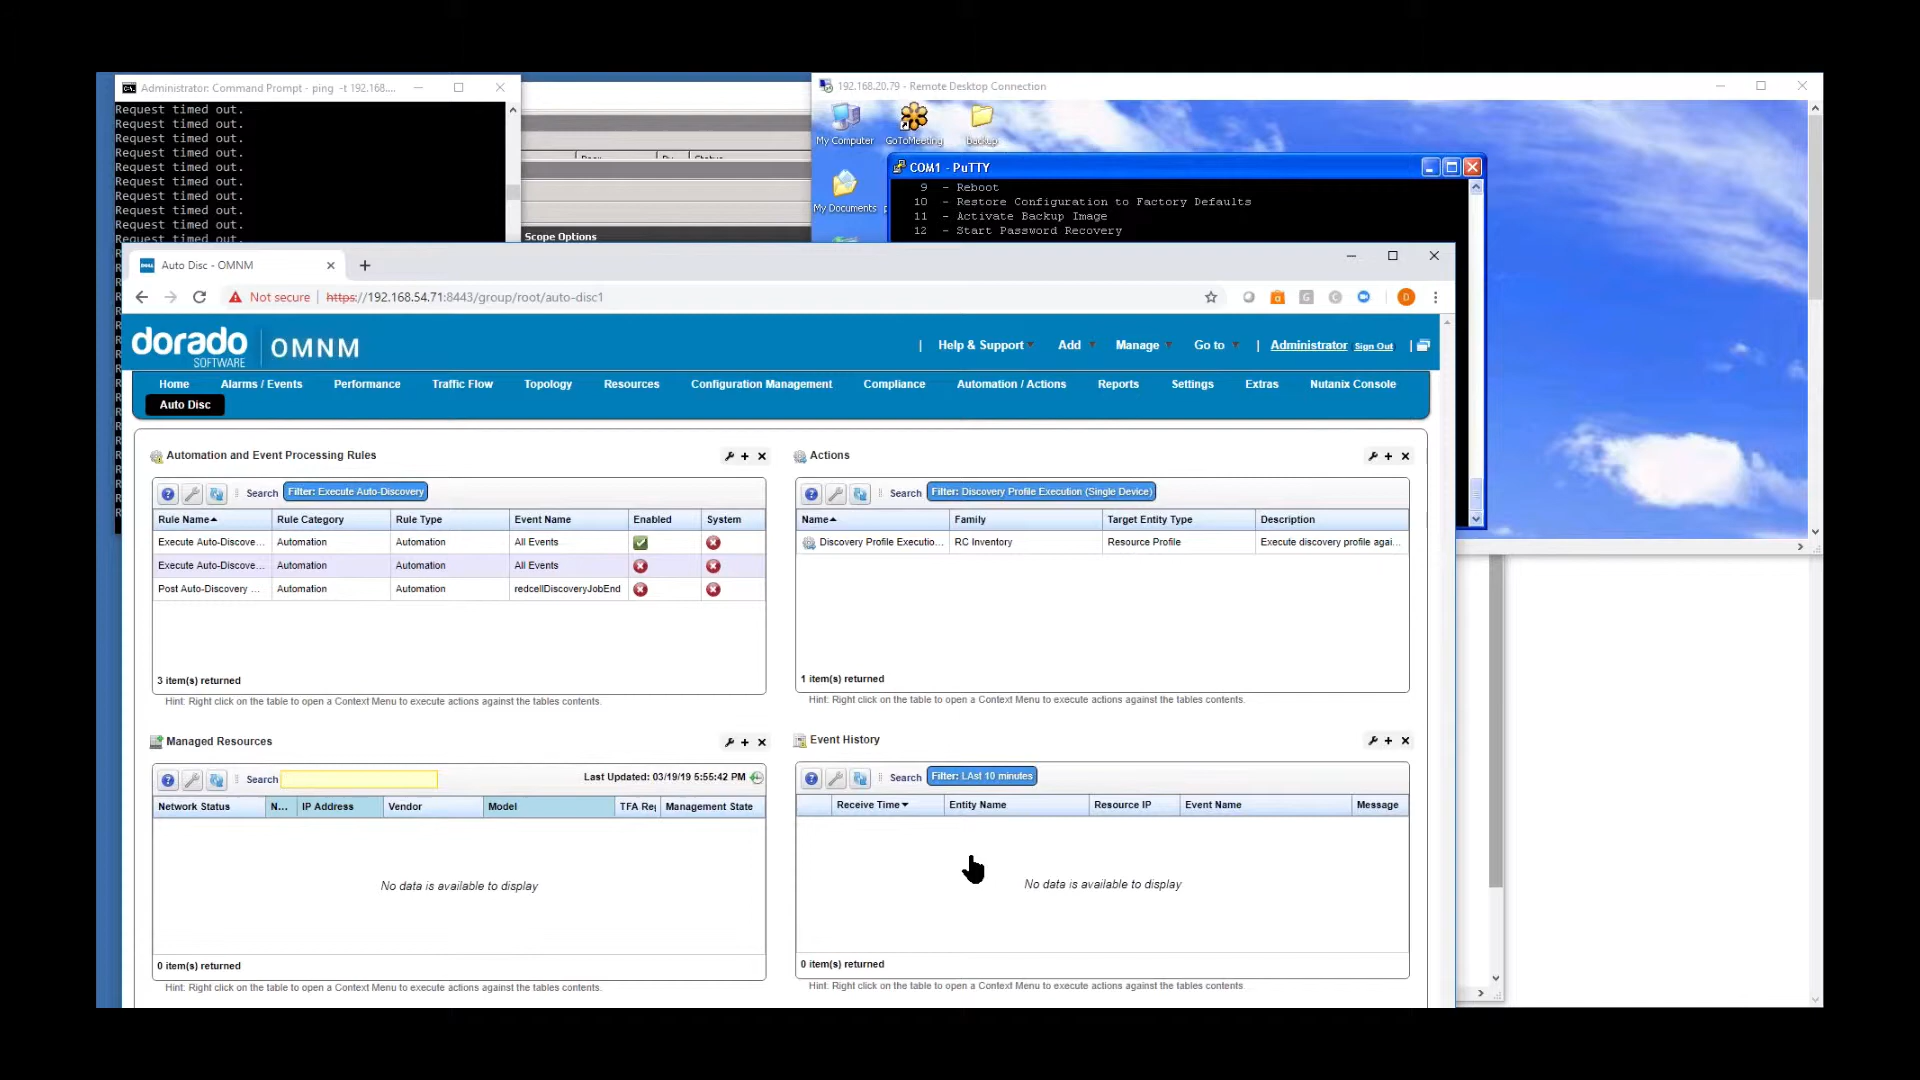 Administrator: Command Prompt - ping -t 192.168....
Request timed out.
Request timed out.
Request timed out.
Request timed out.
Request timed out.
Request timed out.
Request timed out.
Request timed out.
Request timed out.
Request timed out.
Status
Scope Options
192.168.20.79 - Remote Desktop Connection
My Computer
GoToMeeting
backup
My Documents
COM1 - PuTTY
9 - Reboot
10 - Restore Configuration to Factory Defaults
11 - Activate Backup Image
12 - Start Password Recovery
Auto Disc - OMNM
Not secure | https://192.168.54.71:8443/group/root/auto-disc1
dorado SOFTWARE | OMNM
| Help & Support Add Manage Go to | Administrator Sign Out |
Home Alarms / Events Performance Traffic Flow Topology Resources Configuration Management Compliance Automation / Actions Reports Settings Extras Nutanix Console
Auto Disc
Automation and Event Processing Rules
Search Filter: Execute Auto-Discovery
Rule Name Rule Category Rule Type Event Name Enabled System
Execute Auto-Discove... Automation Automation All Events
Execute Auto-Discove... Automation Automation All Events
Post Auto-Discovery ... Automation Automation redcellDiscoveryJobEnd
3 item(s) returned
Hint: Right click on the table to open a Context Menu to execute actions against the tables contents.
Actions
Search Filter: Discovery Profile Execution (Single Device)
Name Family Target Entity Type Description
Discovery Profile Executio... RC Inventory Resource Profile Execute discovery profile agai...
1 item(s) returned
Hint: Right click on the table to open a Context Menu to execute actions against the tables contents.
Managed Resources
Search Last Updated: 03/19/19 5:55:42 PM
Network Status N... IP Address Vendor Model TFA Re Management State
No data is available to display
0 item(s) returned
Hint: Right click on the table to open a Context Menu to execute actions against the tables contents.
Event History
Search Filter: LAst 10 minutes
Receive Time Entity Name Resource IP Event Name Message
No data is available to display
0 item(s) returned
Hint: Right click on the table to open a Context Menu to execute actions against the tables contents